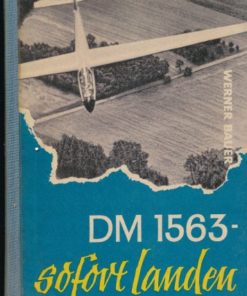 WERNER BAUER
DM 1563-
sofort landen